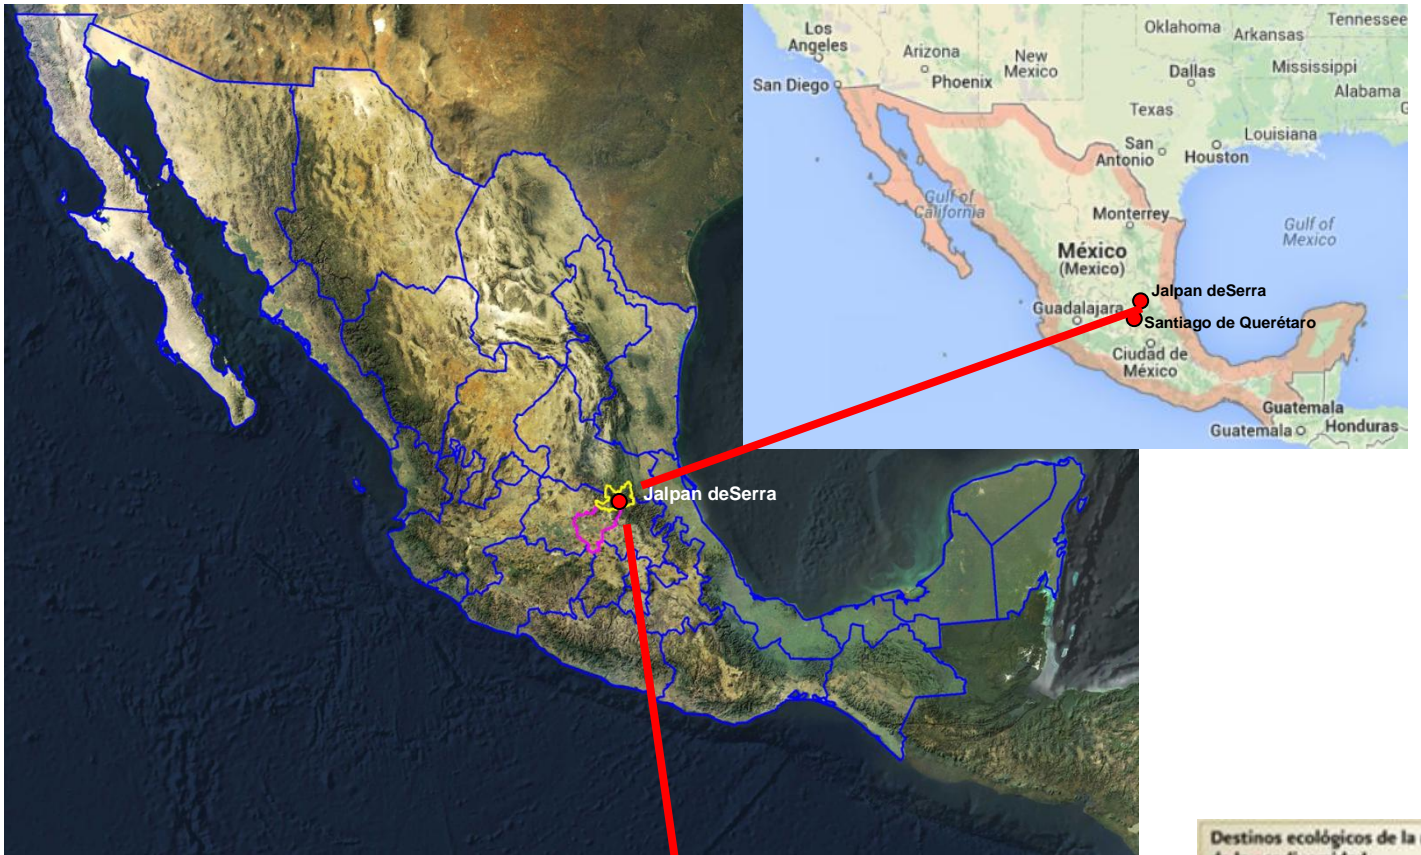 Los
Angeles
San Diego
Arizona
Phoenix
New
Mexico
Oklahoma
Arkansas
Tennessee
Dallas
Mississippi
Alabama
G
Texas
San
Antonio
Houston
Louisiana
Gulf of
California
Monterrey
Gulf of
Mexico
México
(Mexico)
Jalpan deSerra
Guadalajara
Santiago de Querétaro
Ciudad de
México
Guatemala
Guatemala
Honduras
Jalpan deSerra
Destinos ecológicos de la